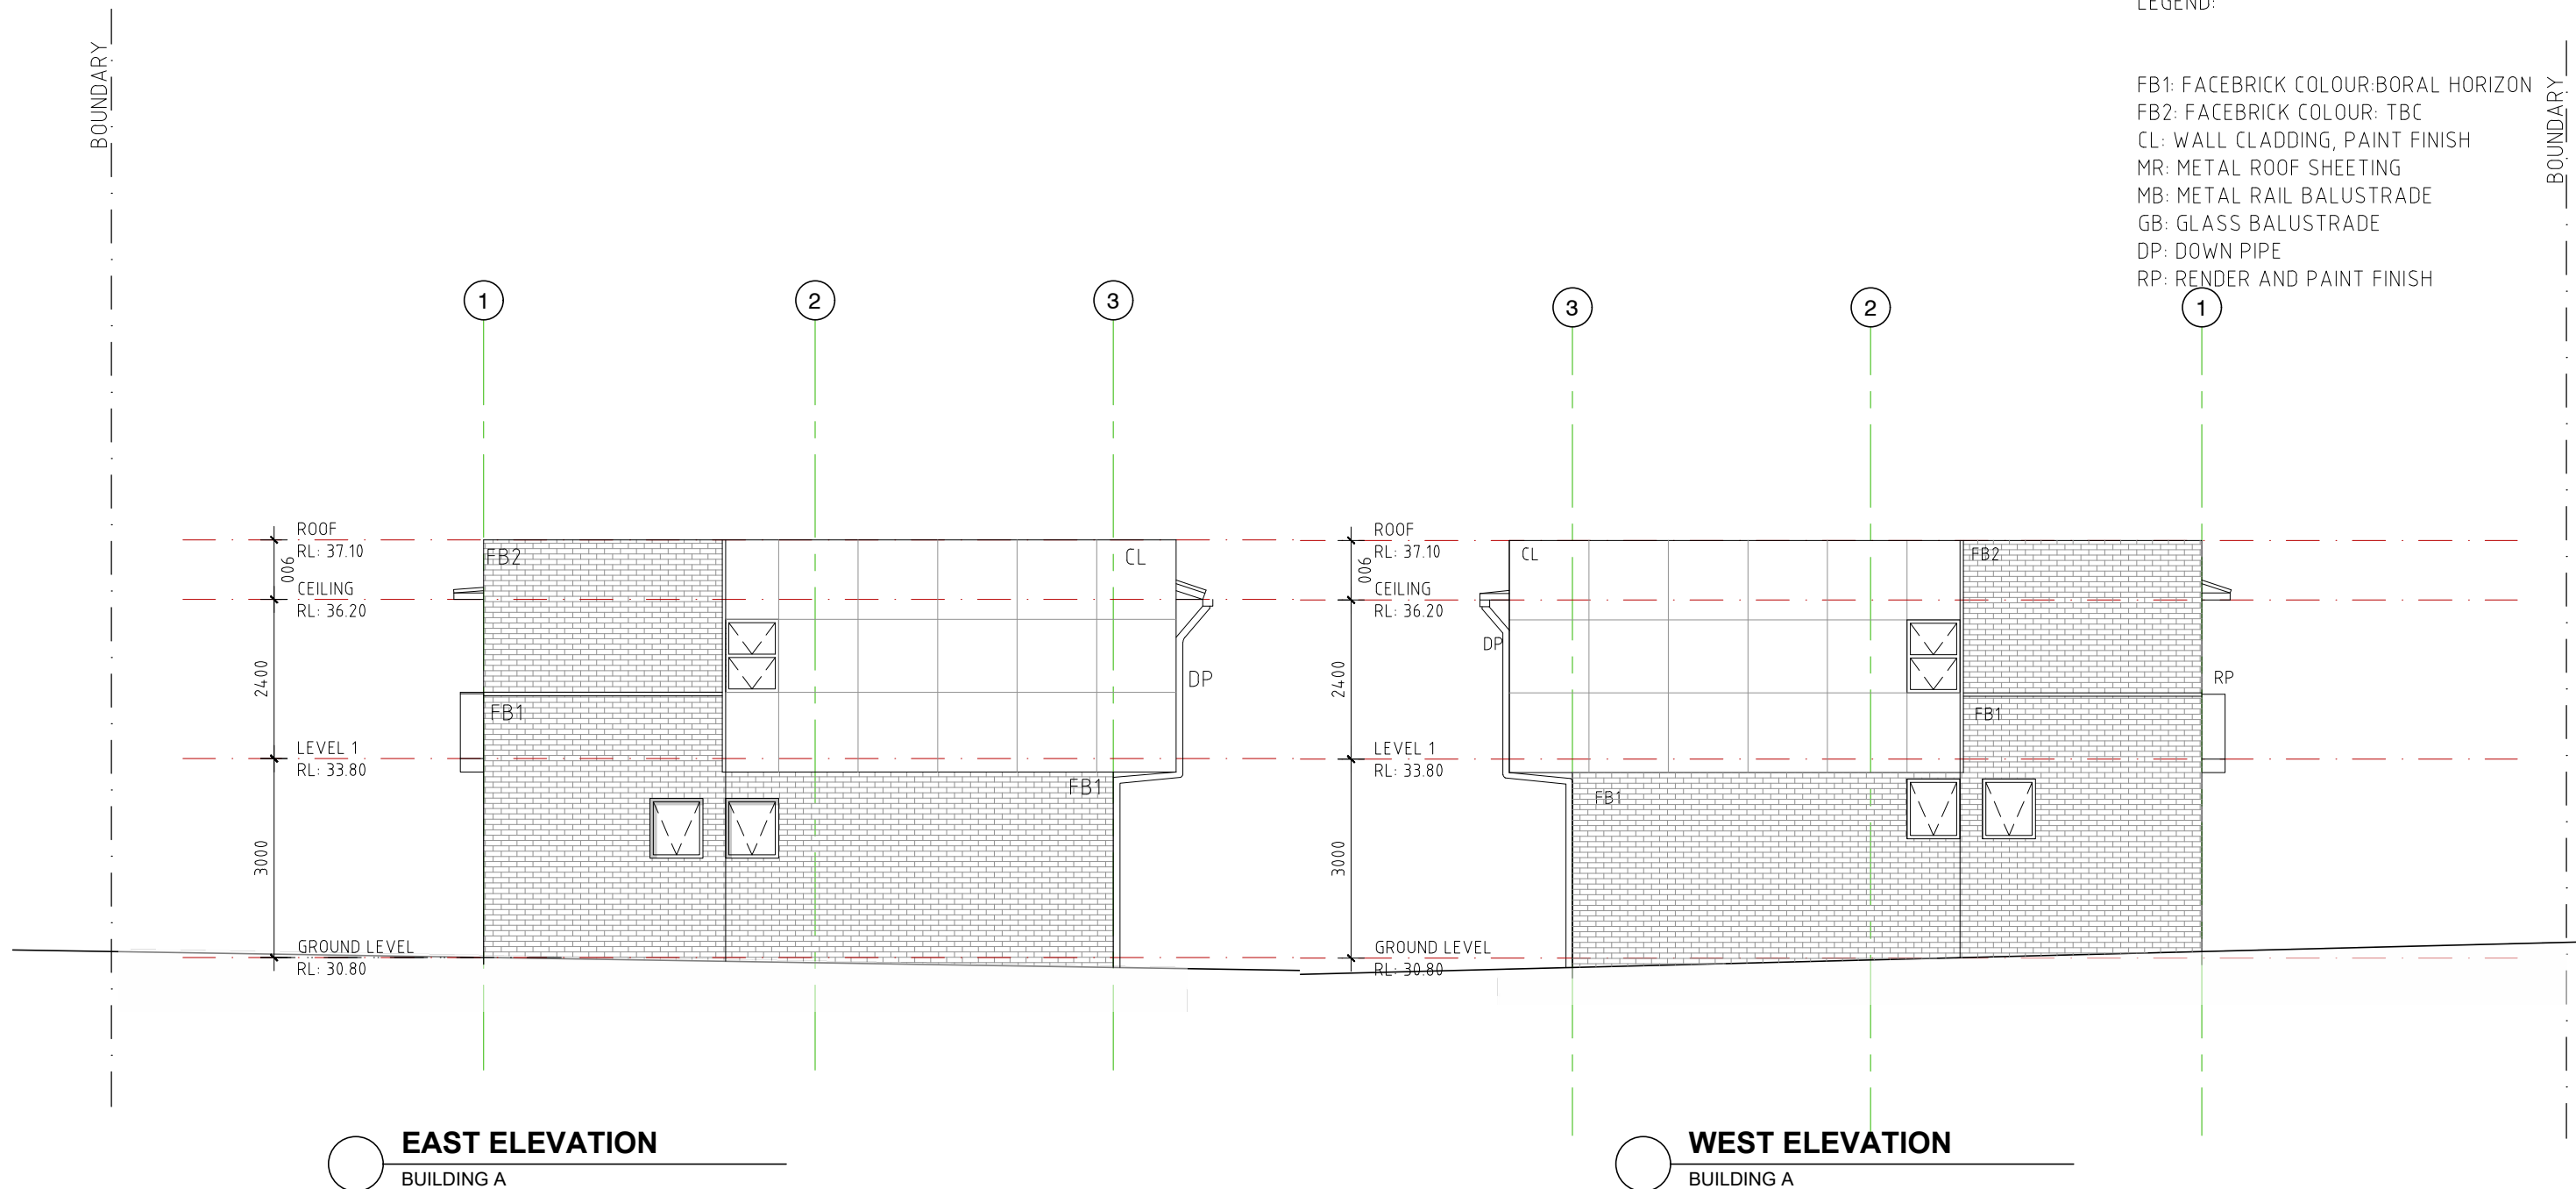 LEGEND:
FB1: FACEBRICK COLOUR:BORAL HORIZON
FB2: FACEBRICK COLOUR: TBC
CL: WALL CLADDING, PAINT FINISH
MR: METAL ROOF SHEETING
MB: METAL RAIL BALUSTRADE
GB: GLASS BALUSTRADE
DP: DOWN PIPE
RP: RENDER AND PAINT FINISH
BOUNDARY
BOUNDARY
1
2
3
ROOF
RL: 37.10
900
CEILING
RL: 36.20
2400
LEVEL 1
RL: 33.80
3000
GROUND LEVEL
RL: 30.80
FB2
CL
FB1
DP
FB1
EAST ELEVATION
BUILDING A
3
2
1
ROOF
RL: 37.10
900
CEILING
RL: 36.20
2400
LEVEL 1
RL: 33.80
3000
GROUND LEVEL
RL: 30.80
CL
FB2
DP
RP
FB1
FB1
WEST ELEVATION
BUILDING A